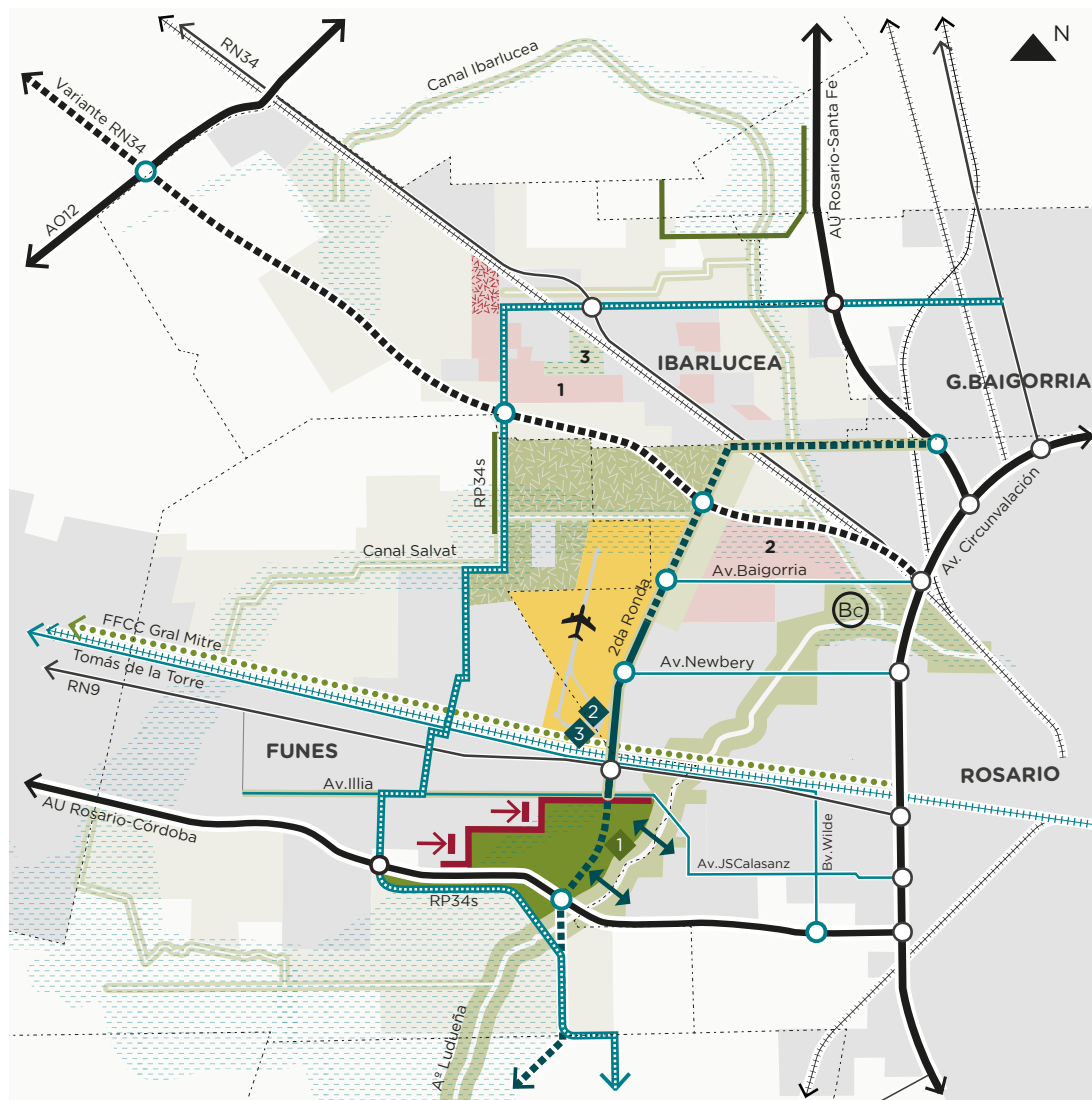 N
RN34
Canal Ibarlucea
Variante RN34
AU Rosario-Santa Fe
AO12
IBARLUCEA
3
1
G.BAIGORRIA
RP34s
Av. Circunvalación
Canal Salvat
2
Av.Baigorria
2da Ronda
Bc
FFCC Gral Mitre
Tomás de la Torre
RN9
Av.Newbery
2
3
FUNES
ROSARIO
Av.Illia
AU Rosario-Córdoba
1
Bv.Wilde
Av.JSCalasanz
RP34s
Aº Ludueña